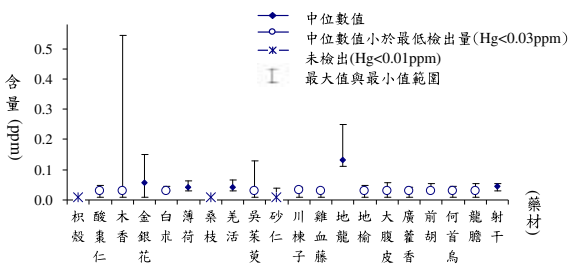 中位數值
中位數值小於最低檢出量(Hg<0.03ppm)
未檢出(Hg<0.01ppm)
最大值與最小值範圍
含量 (ppm)
0.5
0.4
0.3
0.2
0.1
0.0
枳殼
酸棗仁
木香
金銀花
白朮
薄荷
桑枝
羌活
吳茱萸
砂仁
川楝子
雞血藤
地龍
地榆
大腹皮
廣藿香
前胡
何首烏
龍膽
射干
(藥材)